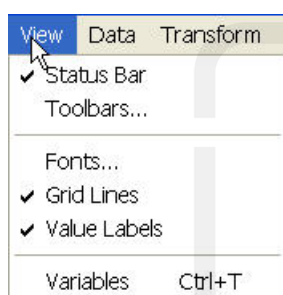 View Data Transform
Status Bar
Toolbars...
Fonts...
Grid Lines
Value Labels
Variables Ctrl+T